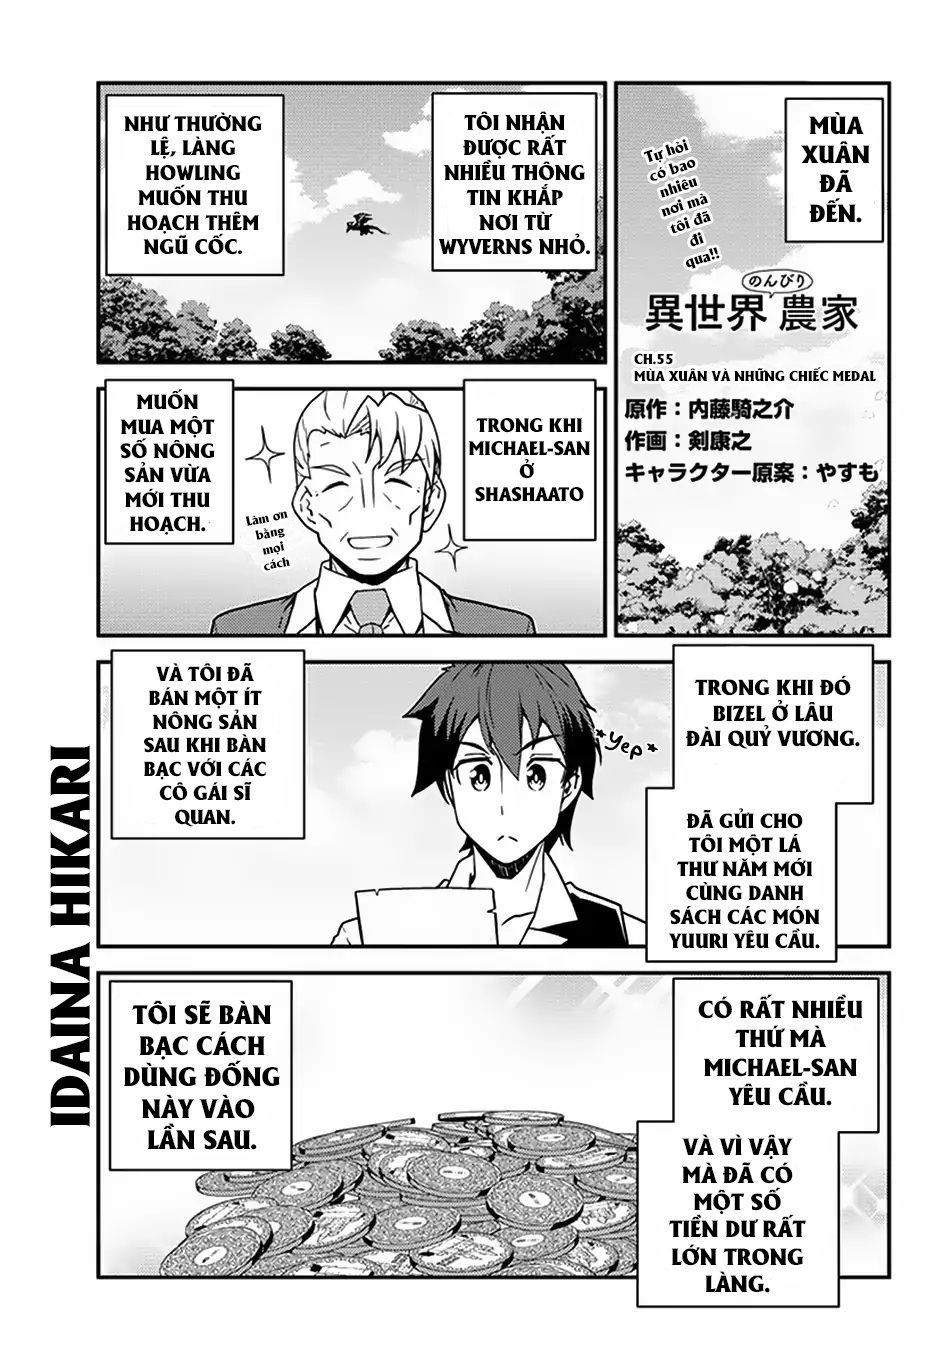 MÙA
XUÂN
ĐÃ
ĐẾN.
Tự hỏi
có bao
nhiêu
nơi mà
tôi đã
đi
qua!!
のんびり
異世界 農家
CH.55
MÙA XUÂN VÀ NHỮNG CHIẾC MEDAL
原作：内藤騎之介
作画：剣康之
キャラクター原案：やすも
TÔI NHẬN
ĐƯỢC RẤT
NHIỀU THÔNG
TIN KHẮP
NƠI TỪ
WYVERNS NHỎ.
NHƯ THƯỜNG
LỆ, LÀNG
HOWLING
MUỐN THU
HOẠCH THÊM
NGŨ CỐC.
TRONG KHI
MICHAEL-SAN
Ở
SHASHAATO
MUỐN
MUA MỘT
SỐ NÔNG
SẢN VỪA
MỚI THU
HOẠCH.
Làm ơn
bằng
mọi
cách
TRONG KHI ĐÓ
BIZEL Ở LÂU
ĐÀI QUỶ VƯƠNG.
*Yep*
ĐÃ GỬI CHO
TÔI MỘT LÁ
THƯ NĂM MỚI
CÙNG DANH
SÁCH CÁC MÓN
YUURI YÊU CẦU.
VÀ TÔI ĐÃ
BÁN MỘT ÍT
NÔNG SẢN
SAU KHI BÀN
BẠC VỚI CÁC
CÔ GÁI SĨ
QUAN.
CÓ RẤT NHIỀU
THỨ MÀ
MICHAEL-SAN
YÊU CẦU.
VÀ VÌ VẬY
MÀ ĐÃ CÓ
MỘT SỐ
TIỀN DƯ RẤT
LỚN TRONG
LÀNG.
TÔI SẼ BÀN
BẠC CÁCH
DÙNG ĐỐNG
NÀY VÀO
LẦN SAU.
IDAINA HIKARI